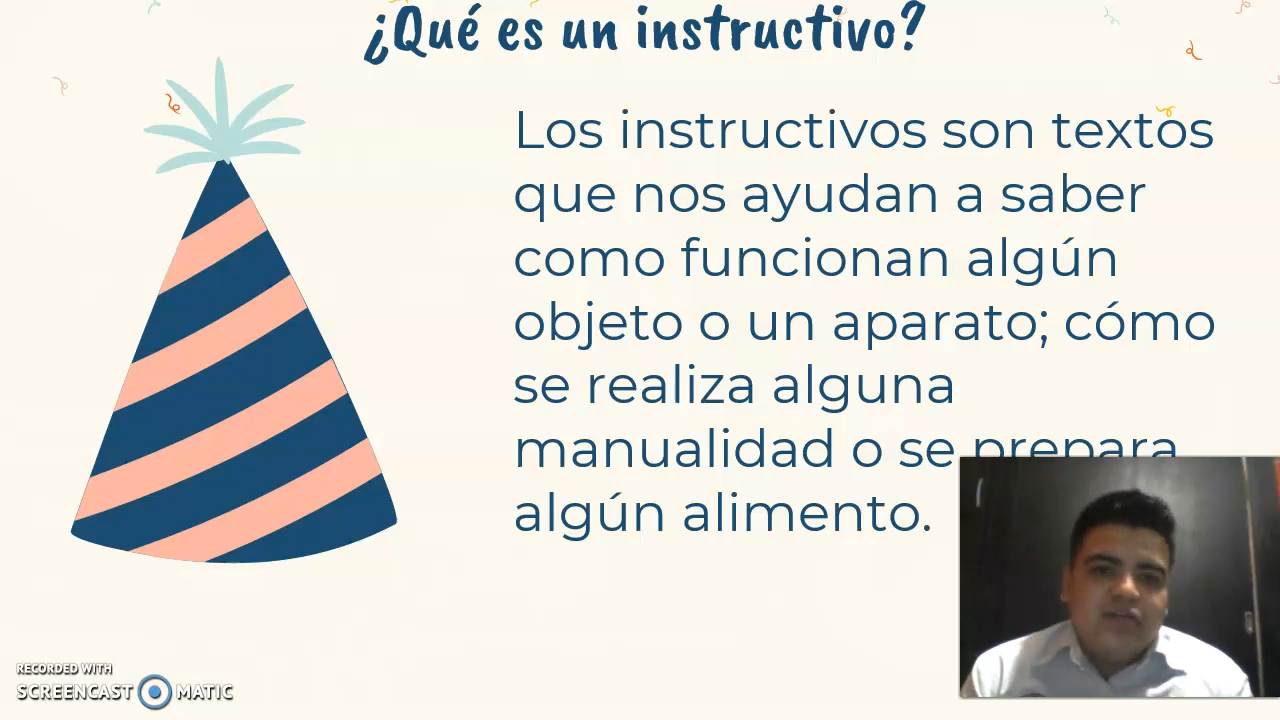 ¿Qué es un instructivo?
Los instructivos son textos
que nos ayudan a saber
como funcionan algún
objeto o un aparato; cómo
se realiza alguna
manualidad o se prepara
algún alimento.
RECORDED WITH
SCREENCAST MATIC